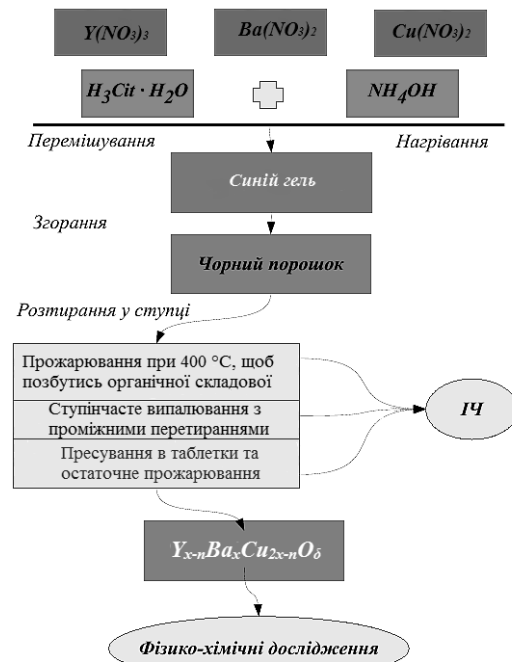 Y(NO₃)₃ Ba(NO₃)₂ Cu(NO₃)₂
H₃Cit · H₂O NH₄OH
Перемішування Нагрівання
Синій гель
Згорання
Чорний порошок
Розтирання у ступці
Прожарювання при 400 °С, щоб
позбутись органічної складової
Ступінчасте випалювання з
проміжними перетираннями
ІЧ
Пресування в таблетки та
остаточне прожарювання
Yₓ₋ₙBaₓCu₂ₓ₋ₙO_δ
Фізико-хімічні дослідження